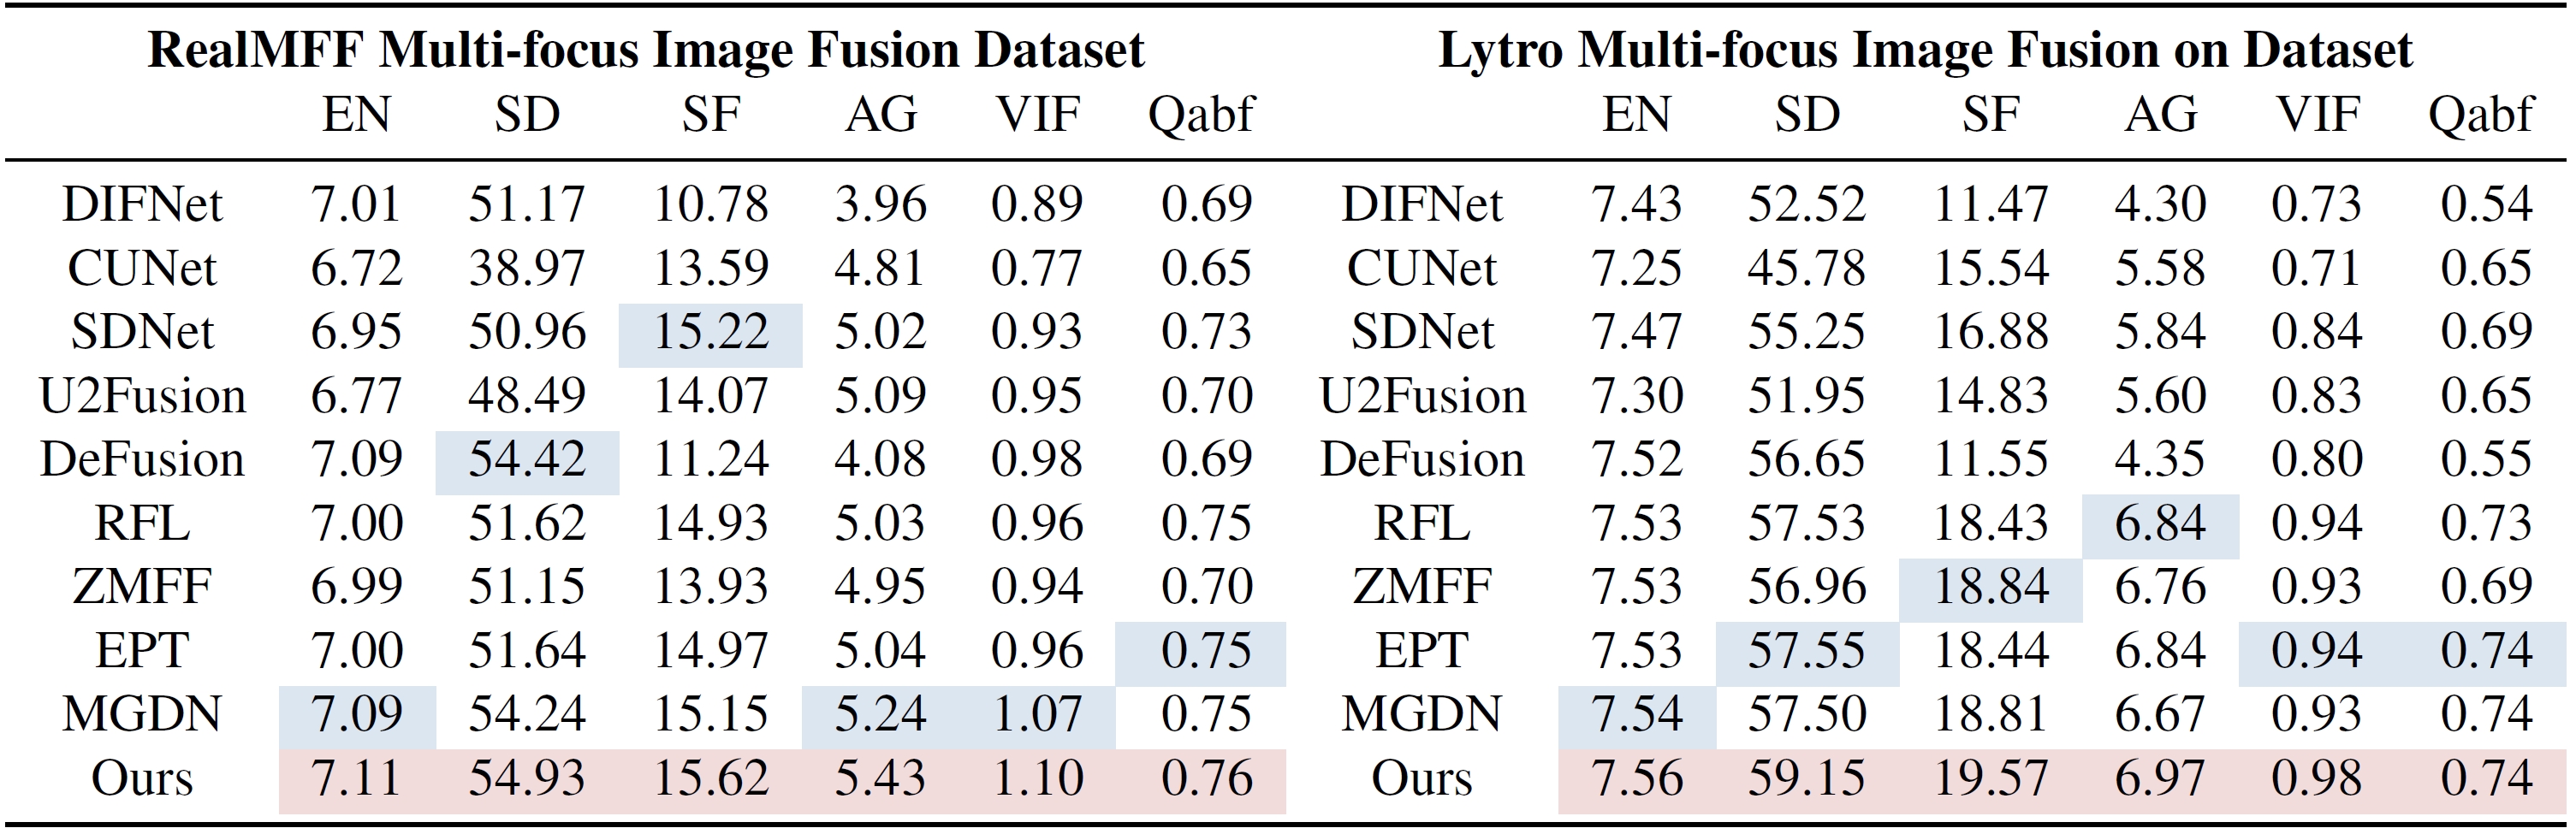 RealMFF Multi-focus Image Fusion Dataset Lytro Multi-focus Image Fusion on Dataset
EN SD SF AG VIF Qabf EN SD SF AG VIF Qabf
DIFNet 7.01 51.17 10.78 3.96 0.89 0.69 DIFNet 7.43 52.52 11.47 4.30 0.73 0.54
CUNet 6.72 38.97 13.59 4.81 0.77 0.65 CUNet 7.25 45.78 15.54 5.58 0.71 0.65
SDNet 6.95 50.96 15.22 5.02 0.93 0.73 SDNet 7.47 55.25 16.88 5.84 0.84 0.69
U2Fusion 6.77 48.49 14.07 5.09 0.95 0.70 U2Fusion 7.30 51.95 14.83 5.60 0.83 0.65
DeFusion 7.09 54.42 11.24 4.08 0.98 0.69 DeFusion 7.52 56.65 11.55 4.35 0.80 0.55
RFL 7.00 51.62 14.93 5.03 0.96 0.75 RFL 7.53 57.53 18.43 6.84 0.94 0.73
ZMFF 6.99 51.15 13.93 4.95 0.94 0.70 ZMFF 7.53 56.96 18.84 6.76 0.93 0.69
EPT 7.00 51.64 14.97 5.04 0.96 0.75 EPT 7.53 57.55 18.44 6.84 0.94 0.74
MGDN 7.09 54.24 15.15 5.24 1.07 0.75 MGDN 7.54 57.50 18.81 6.67 0.93 0.74
Ours 7.11 54.93 15.62 5.43 1.10 0.76 Ours 7.56 59.15 19.57 6.97 0.98 0.74